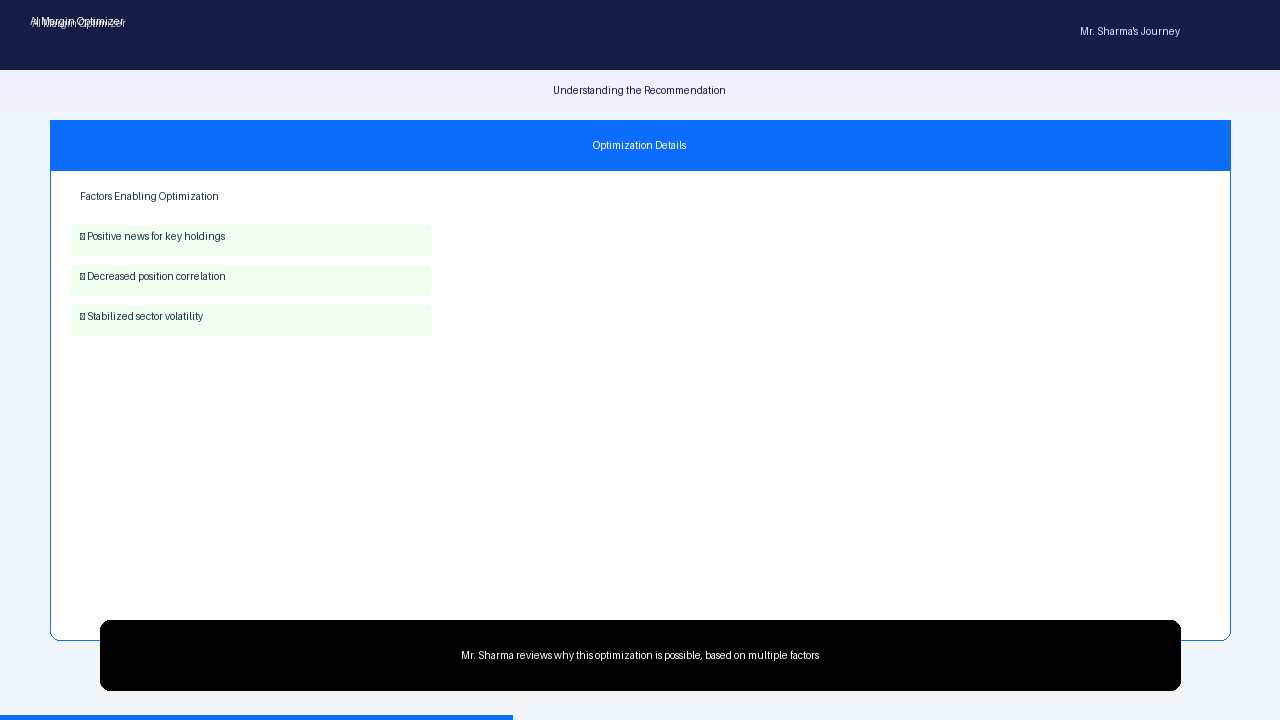 AI Margin Optimizer
Mr. Sharma's Journey
Understanding the Recommendation
Optimization Details
Factors Enabling Optimization
Positive news for key holdings
Decreased position correlation
Stabilized sector volatility
Mr. Sharma reviews why this optimization is possible, based on multiple factors